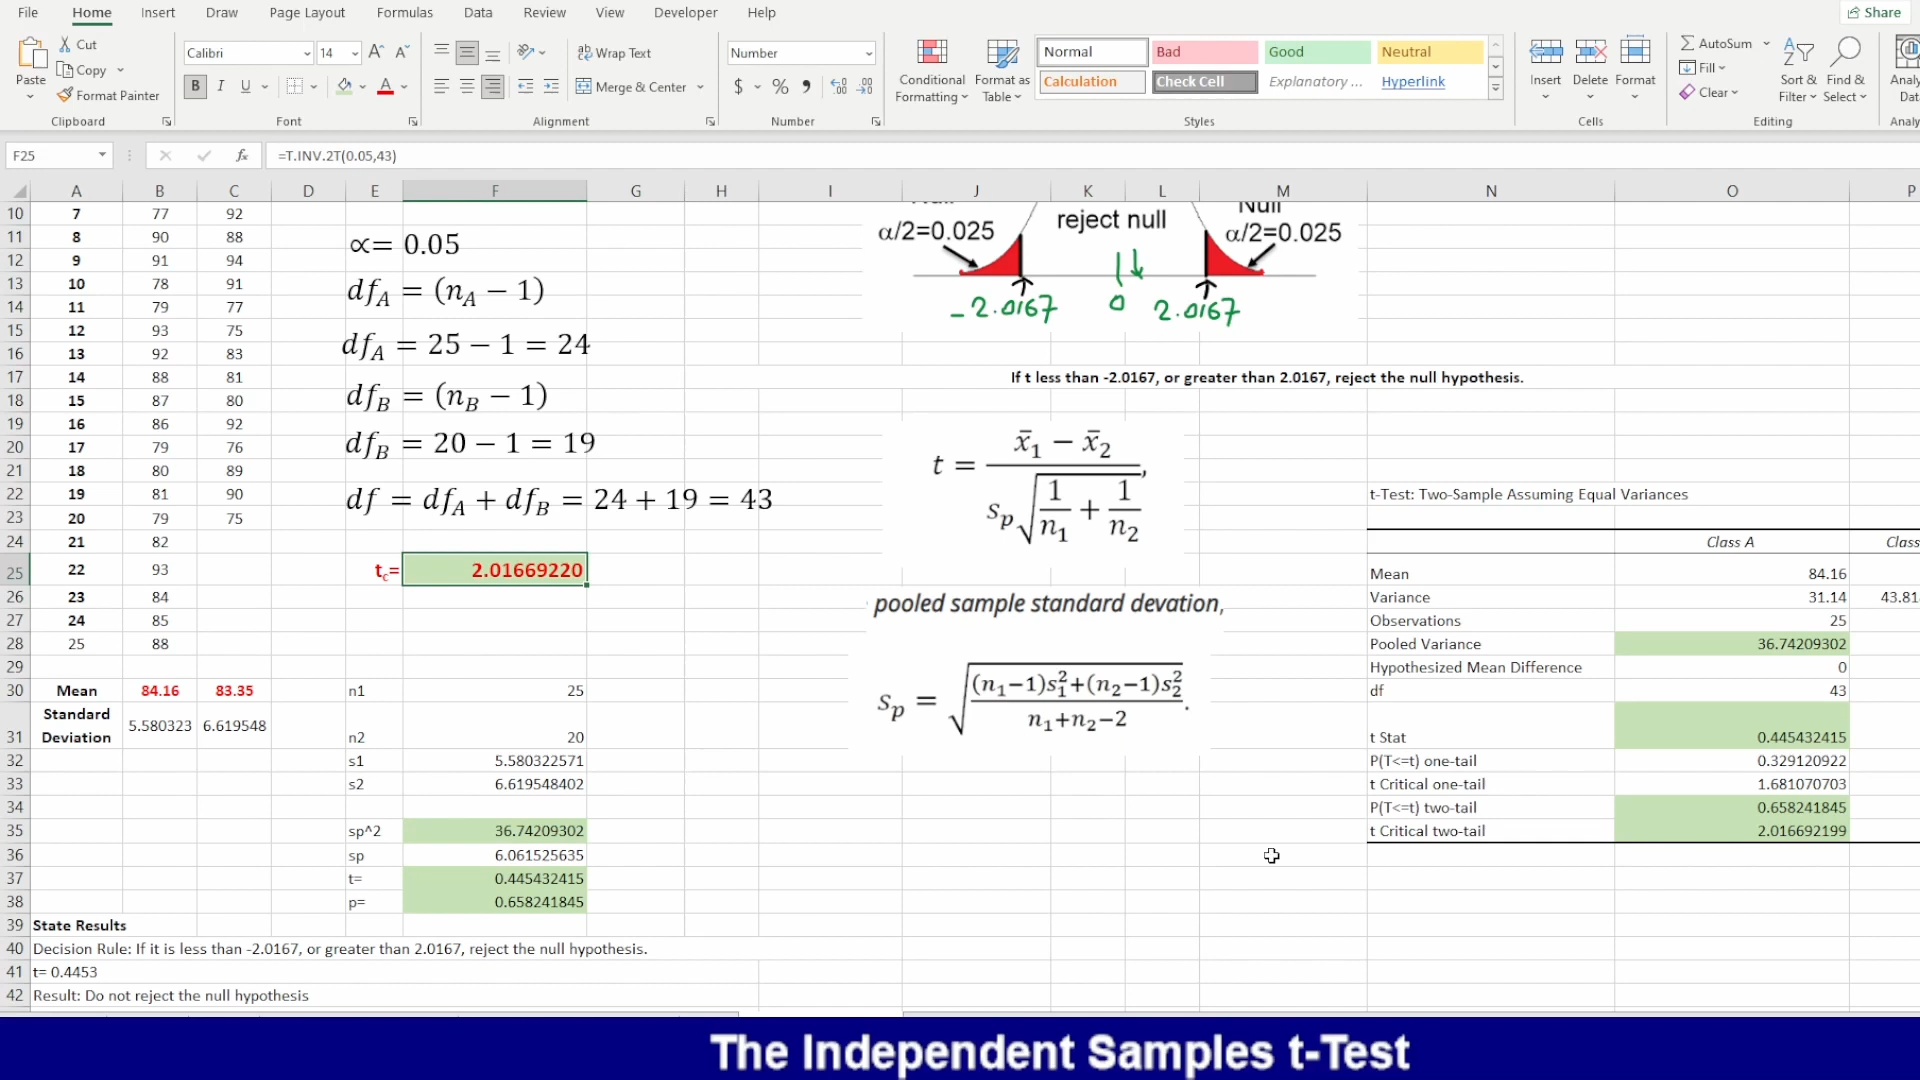 File Home Insert Draw Page Layout Formulas Data Review View Developer Help Share
Paste Cut Copy Format Painter Clipboard
Calibri 14 A^ Aˇ B I U A Font
Wrap Text Merge & Center Alignment
Number $ % , Number
Conditional Formatting Format as Table
Normal Bad Good Neutral
Calculation Check Cell Explanatory ... Hyperlink
Styles
Insert Delete Format Cells
AutoSum Fill Clear Sort & Filter Find & Select Editing
F25 fx =T.INV.2T(0.05,43)
A B C D E F G H I J K L M N O P
10 7 77 92
11 8 90 88
12 9 91 94
13 10 78 91
14 11 79 77
15 12 93 75
16 13 92 83
17 14 88 81
18 15 87 80
19 16 86 92
20 17 79 76
21 18 80 89
22 19 81 90
23 20 79 75
24 21 82
25 22 93
26 23 84
27 24 85
28 25 88
29
30 Mean 84.16 83.35 n1 25
31 Standard Deviation 5.580323 6.619548 n2 20
32 s1 5.580322571
33 s2 6.619548402
34
35 sp^2 36.74209302
36 sp 6.061525635
37 t= 0.445432415
38 p= 0.658241845
39 State Results
40 Decision Rule: If it is less than -2.0167, or greater than 2.0167, reject the null hypothesis.
41 t= 0.4453
42 Result: Do not reject the null hypothesis
∝= 0.05
df_A = (n_A − 1)
df_A = 25 − 1 = 24
df_B = (n_B − 1)
df_B = 20 − 1 = 19
df = df_A + df_B = 24 + 19 = 43
t_c= 2.01669220
reject null
α/2=0.025 α/2=0.025
-2.0167 0 2.0167
If t less than -2.0167, or greater than 2.0167, reject the null hypothesis.
t = (x̄₁ − x̄₂) / (s_p √(1/n₁ + 1/n₂)),
pooled sample standard devation,
s_p = √(((n₁−1)s₁²+(n₂−1)s₂²) / (n₁+n₂−2)).
t-Test: Two-Sample Assuming Equal Variances
Class A Class
Mean 84.16
Variance 31.14 43.81
Observations 25
Pooled Variance 36.74209302
Hypothesized Mean Difference 0
df 43
t Stat 0.445432415
P(T<=t) one-tail 0.329120922
t Critical one-tail 1.681070703
P(T<=t) two-tail 0.658241845
t Critical two-tail 2.016692199
The Independent Samples t-Test